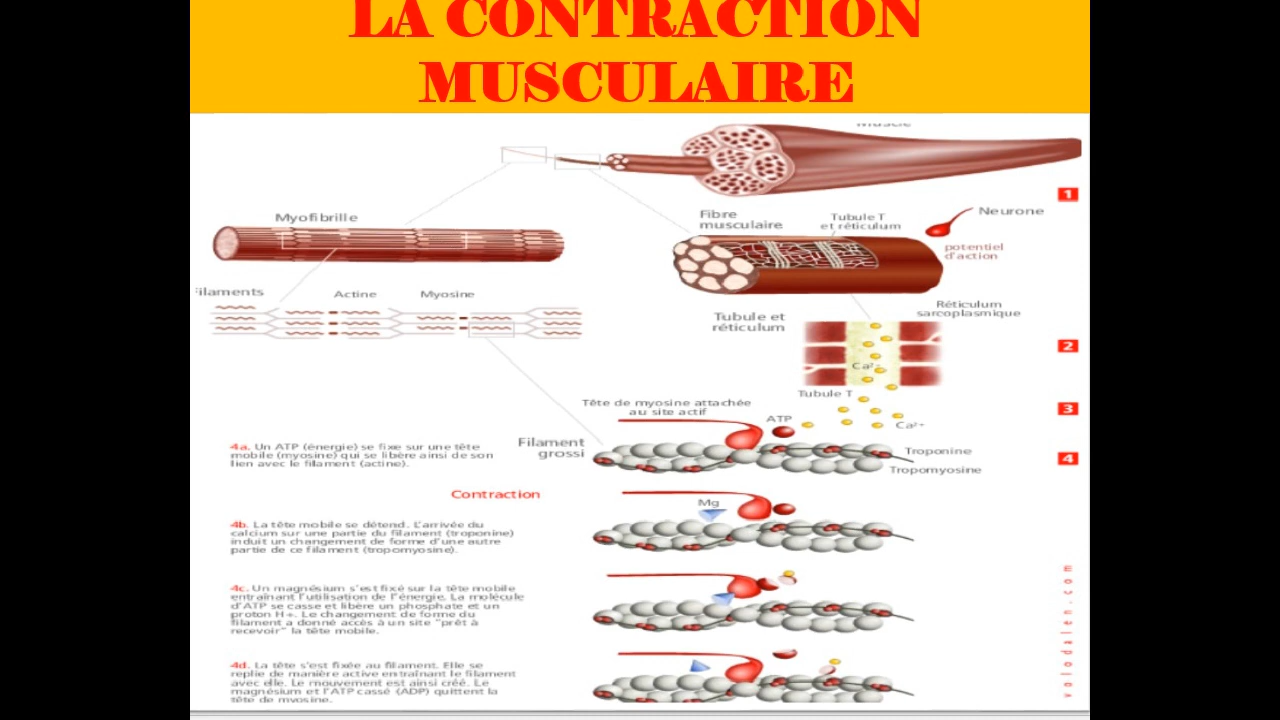 LA CONTRACTION
MUSCULAIRE
Muscle
1
Myofibrille
Fibre
musculaire
Tubule T
et réticulum
Neurone
potentiel
d'action
Filaments
Actine
Myosine
Réticulum
sarcoplasmique
Tubule et
réticulum
2
Ca²⁺
Tubule T
3
Tête de myosine attachée
au site actif
ATP
Ca²⁺
Filament
grossi
Troponine
4
Tropomyosine
4a. Un ATP (énergie) se fixe sur une tête
mobile (myosine) qui se libère ainsi de son
lien avec le filament (actine).
Contraction
Mg
4b. La tête mobile se détend. L'arrivée du
calcium sur une partie du filament (troponine)
induit un changement de forme d'une autre
partie de ce filament (tropomyosine).
4c. Un magnésium s'est fixé sur la tête mobile
entraînant l'utilisation de l'énergie. La molécule
d'ATP se casse et libère un phosphate et un
proton H+. Le changement de forme du
filament a donné accès à un site "prêt à
recevoir" la tête mobile.
4d. La tête s'est fixée au filament. Elle se
replie de manière active entraînant le filament
avec elle. Le mouvement est ainsi créé. Le
magnésium et l'ATP cassé (ADP) quittent la
tête de myosine.
volodalen.com